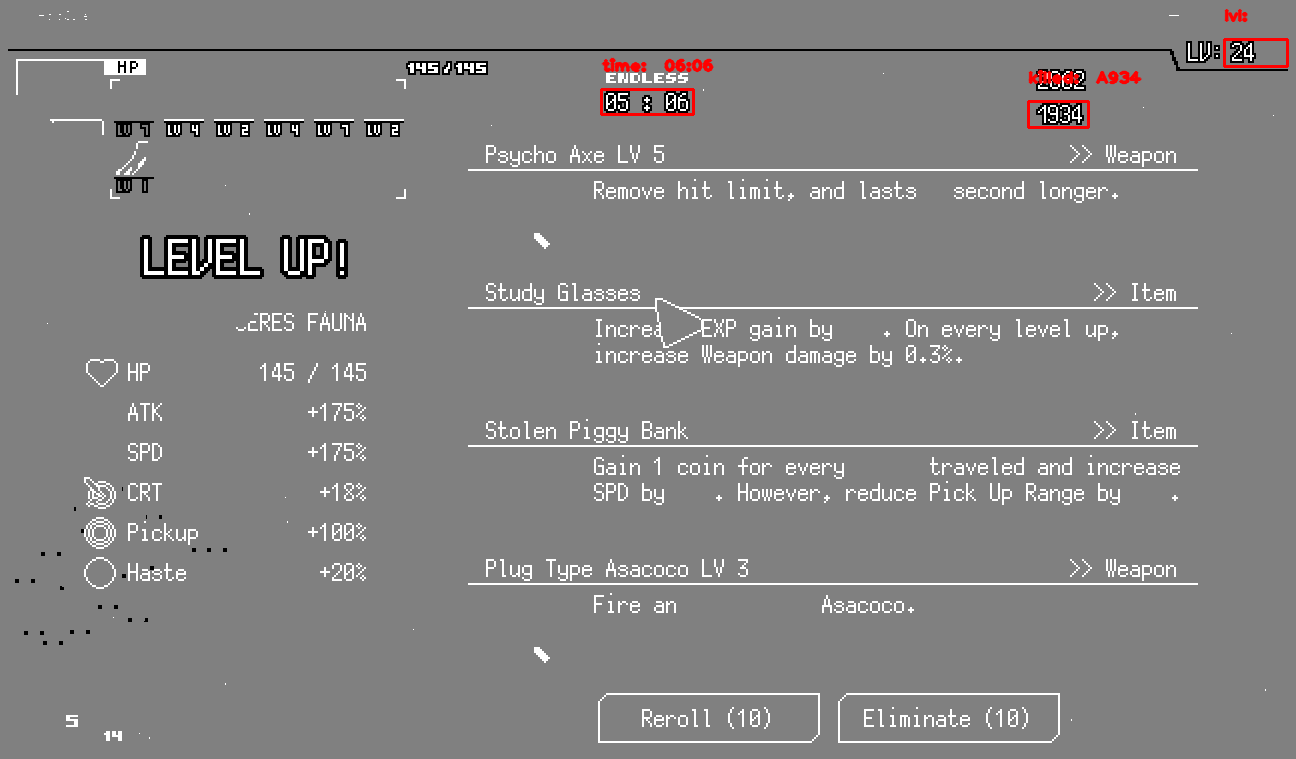 lvl:
LV: 24
HP
145/145
time: 06:06
ENDLESS
05 : 06
killed: A934
2002
1934
LV 7 LV 4 LV 2 LV 4 LV 7 LV 2
LV 1
Psycho Axe LV 5 >> Weapon
Remove hit limit, and lasts second longer.
LEVEL UP!
Study Glasses >> Item
CERES FAUNA
EXP gain by . On every level up,
increase Weapon damage by 0.3%.
HP 145 / 145
ATK +175%
SPD +175%
CRT +18%
Pickup +100%
Haste +20%
Stolen Piggy Bank >> Item
Gain 1 coin for every traveled and increase
SPD by . However, reduce Pick Up Range by .
Plug Type Asacoco LV 3 >> Weapon
Fire an Asacoco.
5
14
Reroll (10)
Eliminate (10)